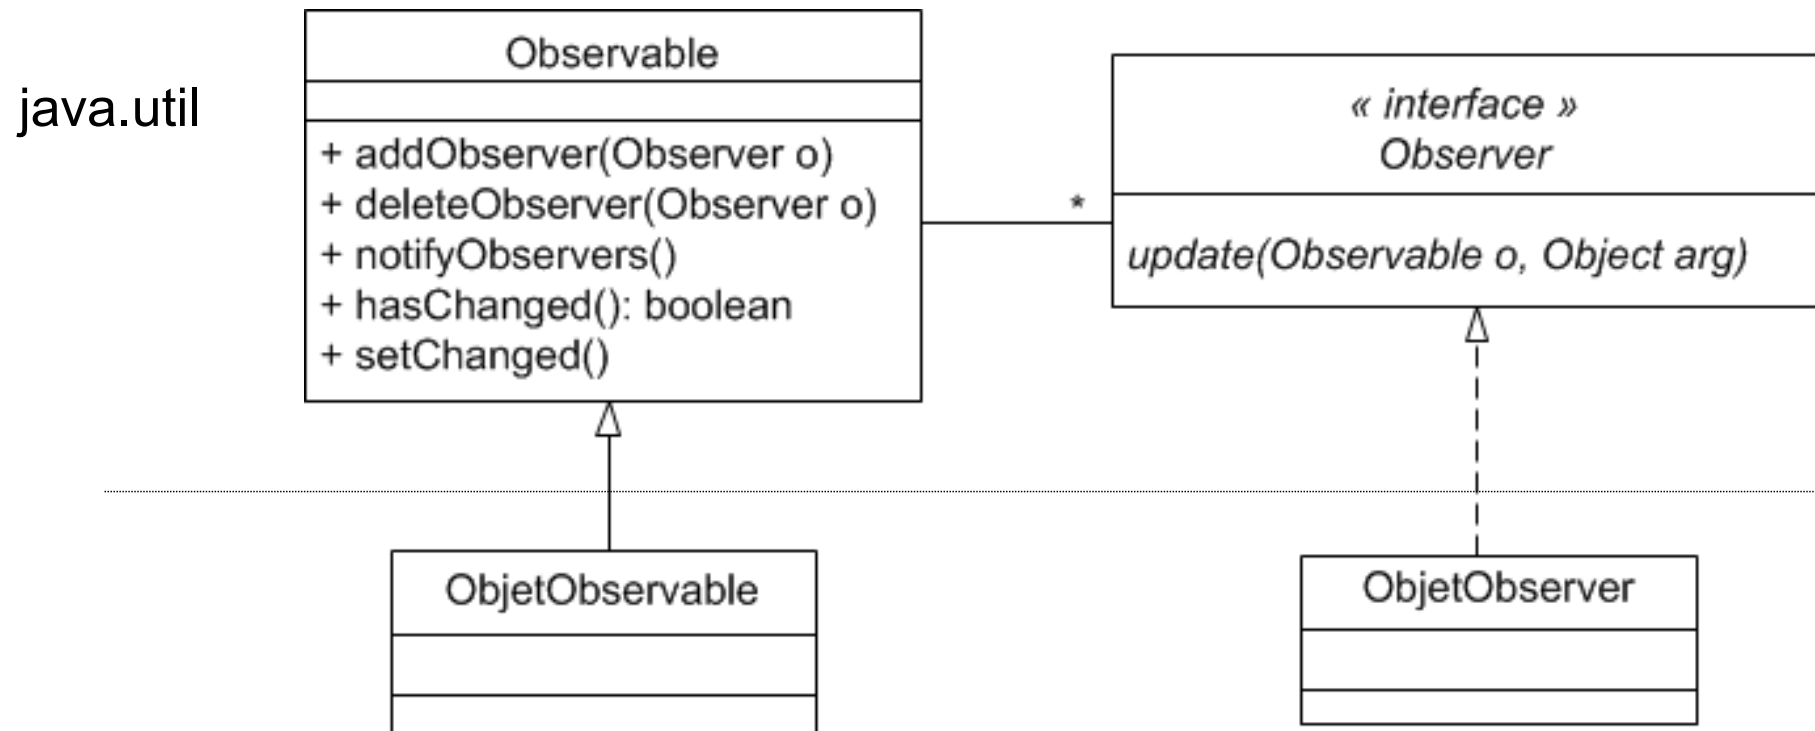 java.util
Observable
+ addObserver(Observer o)
+ deleteObserver(Observer o)
+ notifyObservers()
+ hasChanged(): boolean
+ setChanged()
*
« interface »
Observer
update(Observable o, Object arg)
ObjetObservable
ObjetObserver